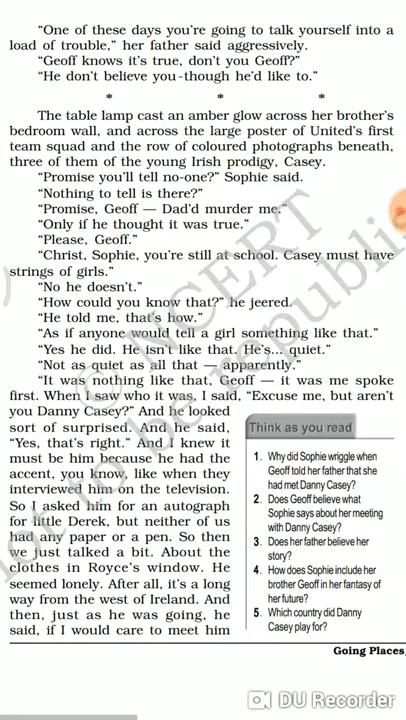 “One of these days you’re going to talk yourself into a
load of trouble,” her father said aggressively.
“Geoff knows it’s true, don’t you Geoff?”
“He don’t believe you-though he’d like to.”
* * *
The table lamp cast an amber glow across her brother’s
bedroom wall, and across the large poster of United’s first
team squad and the row of coloured photographs beneath,
three of them of the young Irish prodigy, Casey.
“Promise you’ll tell no-one?” Sophie said.
“Nothing to tell is there?”
“Promise, Geoff — Dad’d murder me.”
“Only if he thought it was true.”
“Please, Geoff.”
“Christ, Sophie, you’re still at school. Casey must have
strings of girls.”
“No he doesn’t.”
“How could you know that?” he jeered.
“He told me, that’s how.”
“As if anyone would tell a girl something like that.”
“Yes he did. He isn’t like that. He’s... quiet.”
“Not as quiet as all that — apparently.”
“It was nothing like that, Geoff — it was me spoke
first. When I saw who it was, I said, “Excuse me, but aren’t
you Danny Casey?” And he looked
sort of surprised. And he said,
“Yes, that’s right.” And I knew it
must be him because he had the
accent, you know, like when they
interviewed him on the television.
So I asked him for an autograph
for little Derek, but neither of us
had any paper or a pen. So then
we just talked a bit. About the
clothes in Royce’s window. He
seemed lonely. After all, it’s a long
way from the west of Ireland. And
then, just as he was going, he
said, if I would care to meet him
Think as you read
1. Why did Sophie wriggle when
Geoff told her father that she
had met Danny Casey?
2. Does Geoff believe what
Sophie says about her meeting
with Danny Casey?
3. Does her father believe her
story?
4. How does Sophie include her
brother Geoff in her fantasy of
her future?
5. Which country did Danny
Casey play for?
Going Places
© NCERT
not to be republished
DU Recorder